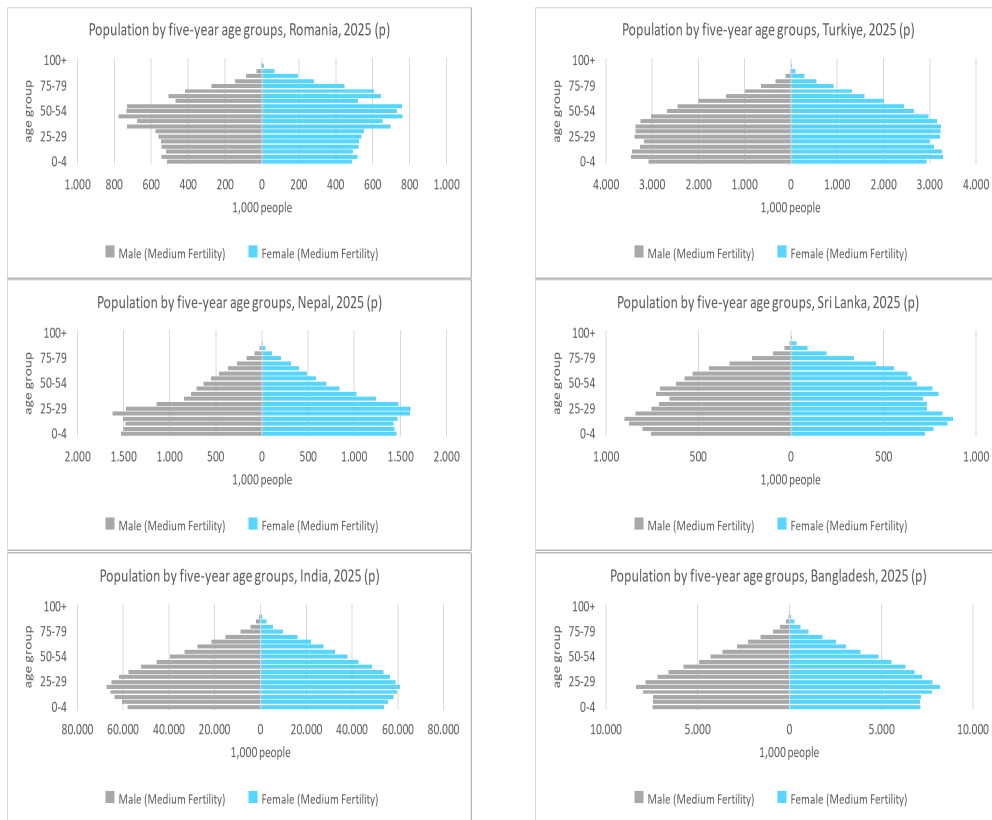 Population by five-year age groups, Romania, 2025 (p)
age group
100+
75-79
50-54
25-29
0-4
1.000 800 600 400 200 0 200 400 600 800 1.000
1,000 people
Male (Medium Fertility) Female (Medium Fertility)
Population by five-year age groups, Turkiye, 2025 (p)
age group
100+
75-79
50-54
25-29
0-4
4.000 3.000 2.000 1.000 0 1.000 2.000 3.000 4.000
1,000 people
Male (Medium Fertility) Female (Medium Fertility)
Population by five-year age groups, Nepal, 2025 (p)
age group
100+
75-79
50-54
25-29
0-4
2.000 1.500 1.000 500 0 500 1.000 1.500 2.000
1,000 people
Male (Medium Fertility) Female (Medium Fertility)
Population by five-year age groups, Sri Lanka, 2025 (p)
age group
100+
75-79
50-54
25-29
0-4
1.000 500 0 500 1.000
1,000 people
Male (Medium Fertility) Female (Medium Fertility)
Population by five-year age groups, India, 2025 (p)
age group
100+
75-79
50-54
25-29
0-4
80.000 60.000 40.000 20.000 0 20.000 40.000 60.000 80.000
1,000 people
Male (Medium Fertility) Female (Medium Fertility)
Population by five-year age groups, Bangladesh, 2025 (p)
age group
100+
75-79
50-54
25-29
0-4
10.000 5.000 0 5.000 10.000
1,000 people
Male (Medium Fertility) Female (Medium Fertility)